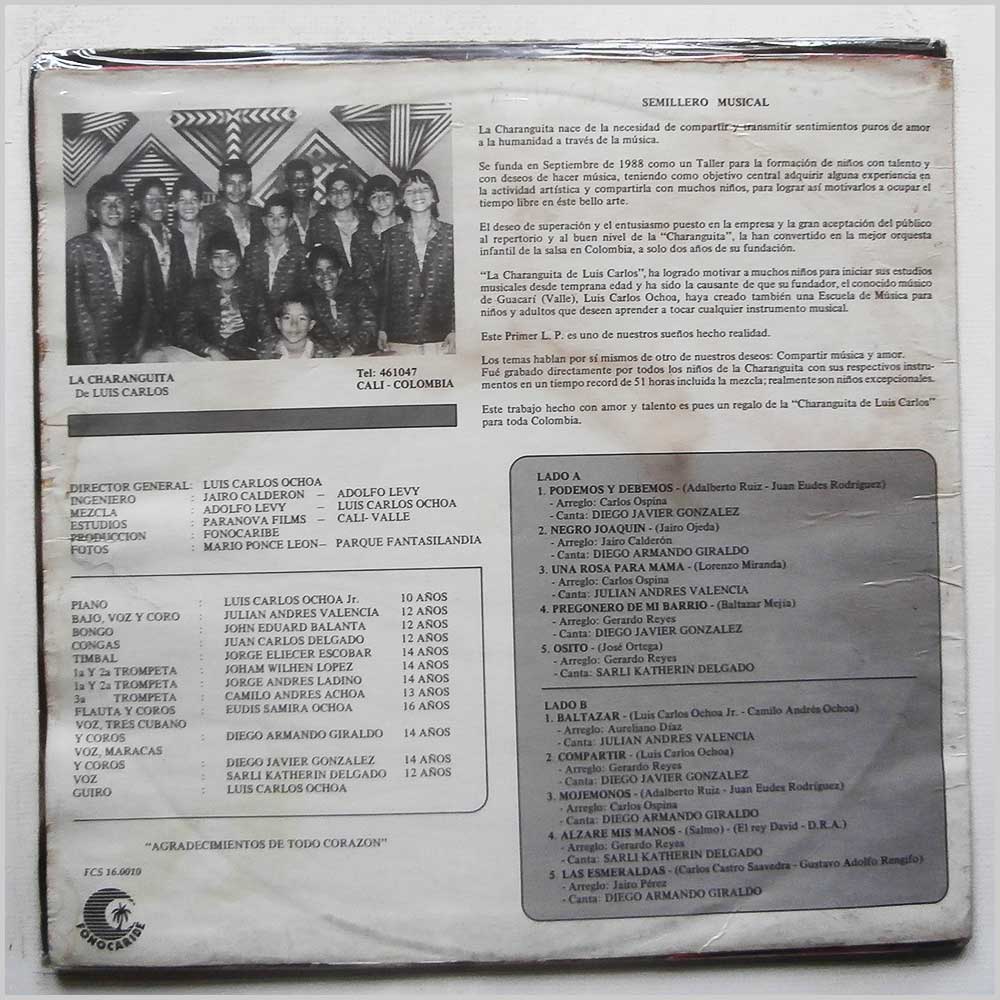 SEMILLERO MUSICAL
La Charanguita nace de la necesidad de compartir y transmitir sentimientos puros de amor
a la humanidad a través de la música.
Se funda en Septiembre de 1988 como un Taller para la formación de niños con talento y
con deseos de hacer música, teniendo como objetivo central adquirir alguna experiencia en
la actividad artística y compartirla con muchos niños, para lograr así motivarlos a ocupar el
tiempo libre en éste bello arte.
El deseo de superación y el entusiasmo puesto en la empresa y la gran aceptación del público
al repertorio y al buen nivel de la "Charanguita", la han convertido en la mejor orquesta
infantil de la salsa en Colombia, a solo dos años de su fundación.
"La Charanguita de Luis Carlos", ha logrado motivar a muchos niños para iniciar sus estudios
musicales desde temprana edad y ha sido la causante de que su fundador, el conocido músico
de Guacarí (Valle), Luis Carlos Ochoa, haya creado también una Escuela de Música para
niños y adultos que deseen aprender a tocar cualquier instrumento musical.
Este Primer L. P. es uno de nuestros sueños hecho realidad.
Los temas hablan por sí mismos de otro de nuestros deseos: Compartir música y amor.
Fué grabado directamente por todos los niños de la Charanguita con sus respectivos instru-
mentos en un tiempo record de 51 horas incluida la mezcla; realmente son niños excepcionales.
Este trabajo hecho con amor y talento es pues un regalo de la "Charanguita de Luis Carlos"
para toda Colombia.
LA CHARANGUITA
De LUIS CARLOS
Tel: 461047
CALI - COLOMBIA
DIRECTOR GENERAL: LUIS CARLOS OCHOA
INGENIERO : JAIRO CALDERON – ADOLFO LEVY
MEZCLA : ADOLFO LEVY – LUIS CARLOS OCHOA
ESTUDIOS : PARANOVA FILMS – CALI- VALLE
PRODUCCION : FONOCARIBE
FOTOS : MARIO PONCE LEON– PARQUE FANTASILANDIA
PIANO : LUIS CARLOS OCHOA Jr. 10 AÑOS
BAJO, VOZ Y CORO : JULIAN ANDRES VALENCIA 12 AÑOS
BONGO : JOHN EDUARD BALANTA 12 AÑOS
CONGAS : JUAN CARLOS DELGADO 12 AÑOS
TIMBAL : JORGE ELIECER ESCOBAR 14 AÑOS
1a Y 2a TROMPETA : JOHAM WILHEN LOPEZ 14 AÑOS
1a Y 2a TROMPETA : JORGE ANDRES LADINO 14 AÑOS
3a TROMPETA : CAMILO ANDRES ACHOA 13 AÑOS
FLAUTA Y COROS : EUDIS SAMIRA OCHOA 16 AÑOS
VOZ, TRES CUBANO
Y COROS : DIEGO ARMANDO GIRALDO 14 AÑOS
VOZ, MARACAS
Y COROS : DIEGO JAVIER GONZALEZ 14 AÑOS
VOZ : SARLI KATHERIN DELGADO 12 AÑOS
GUIRO : LUIS CARLOS OCHOA
"AGRADECIMIENTOS DE TODO CORAZON"
FCS 16.0010
FONOCARIBE
LADO A
1. PODEMOS Y DEBEMOS - (Adalberto Ruiz - Juan Eudes Rodríguez)
- Arreglo: Carlos Ospina
- Canta: DIEGO JAVIER GONZALEZ
2. NEGRO JOAQUIN - (Jairo Ojeda)
- Arreglo: Jairo Calderón
- Canta: DIEGO ARMANDO GIRALDO
3. UNA ROSA PARA MAMA - (Lorenzo Miranda)
- Arreglo: Carlos Ospina
- Canta: JULIAN ANDRES VALENCIA
4. PREGONERO DE MI BARRIO - (Baltazar Mejía)
- Arreglo: Gerardo Reyes
- Canta: DIEGO JAVIER GONZALEZ
5. OSITO - (José Ortega)
- Arreglo: Gerardo Reyes
- Canta: SARLI KATHERIN DELGADO
LADO B
1. BALTAZAR - (Luis Carlos Ochoa Jr. - Camilo Andrés Ochoa)
- Arreglo: Aureliano Díaz
- Canta: JULIAN ANDRES VALENCIA
2. COMPARTIR - (Luis Carlos Ochoa)
- Arreglo: Gerardo Reyes
- Canta: DIEGO JAVIER GONZALEZ
3. MOJEMONOS - (Adalberto Ruiz - Juan Eudes Rodríguez)
- Arreglo: Carlos Ospina
- Canta: DIEGO ARMANDO GIRALDO
4. ALZARE MIS MANOS - (Salmo) - (El rey David - D.R.A.)
- Arreglo: Gerardo Reyes
- Canta: SARLI KATHERIN DELGADO
5 LAS ESMERALDAS - (Carlos Castro Saavedra - Gustavo Adolfo Rengifo)
- Arreglo: Jairo Pérez
- Canta: DIEGO ARMANDO GIRALDO